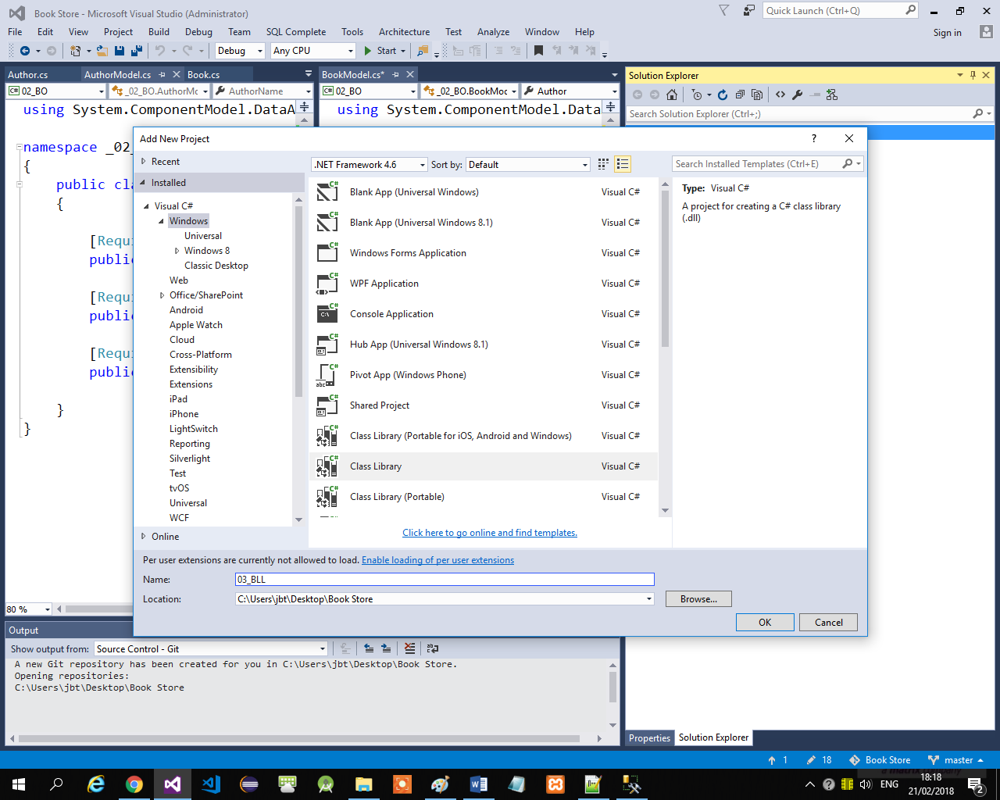 Book Store - Microsoft Visual Studio (Administrator)
Quick Launch (Ctrl+Q)
File Edit View Project Build Debug Team SQL Complete Tools Architecture Test Analyze Window Help
Sign in
Debug Any CPU Start
Author.cs AuthorModel.cs Book.cs
BookModel.cs*
Solution Explorer
C# 02_BO _02_BO.AuthorMc AuthorName
C# 02_BO _02_BO.BookMoc Author
using System.ComponentModel.DataA
using System.ComponentModel.Data
Search Solution Explorer (Ctrl+;)
namespace _02_
{
public cla
{
[Requ
public
[Requ
public
[Requ
public
}
}
Add New Project
?
Recent
Installed
Visual C#
Windows
Universal
Windows 8
Classic Desktop
Web
Office/SharePoint
Android
Apple Watch
Cloud
Cross-Platform
Extensibility
Extensions
iPad
iPhone
LightSwitch
Reporting
Silverlight
Test
tvOS
Universal
WCF
Online
.NET Framework 4.6 Sort by: Default
Search Installed Templates (Ctrl+E)
Blank App (Universal Windows) Visual C#
Blank App (Universal Windows 8.1) Visual C#
Windows Forms Application Visual C#
WPF Application Visual C#
Console Application Visual C#
Hub App (Universal Windows 8.1) Visual C#
Pivot App (Windows Phone) Visual C#
Shared Project Visual C#
Class Library (Portable for iOS, Android and Windows) Visual C#
Class Library Visual C#
Class Library (Portable) Visual C#
Type: Visual C#
A project for creating a C# class library
(.dll)
Click here to go online and find templates.
Per user extensions are currently not allowed to load. Enable loading of per user extensions
Name: 03_BLL
Location: C:\Users\jbt\Desktop\Book Store
Browse...
OK Cancel
80 %
Output
Show output from: Source Control - Git
A new Git repository has been created for you in C:\Users\jbt\Desktop\Book Store.
Opening repositories:
C:\Users\jbt\Desktop\Book Store
Properties Solution Explorer
1 18 Book Store master
a matrix company
ENG
18:18
21/02/2018
2